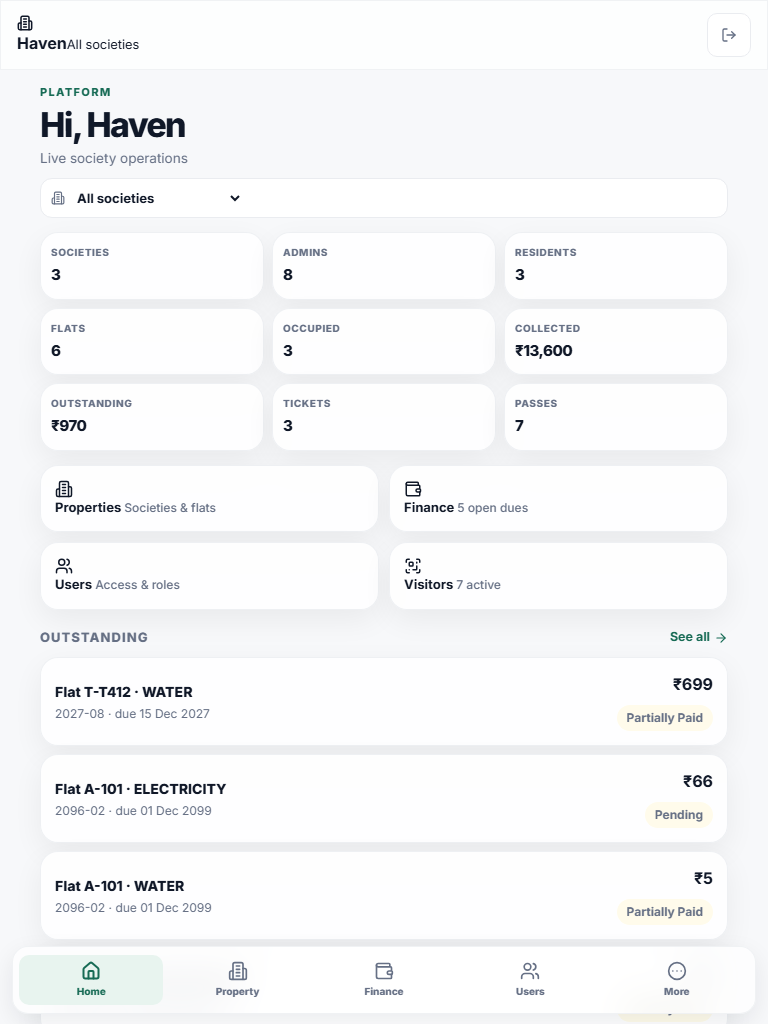 HavenAll societies
PLATFORM
Hi, Haven
Live society operations
All societies
SOCIETIES
3
ADMINS
8
RESIDENTS
3
FLATS
6
OCCUPIED
3
COLLECTED
₹13,600
OUTSTANDING
₹970
TICKETS
3
PASSES
7
Properties Societies & flats
Finance 5 open dues
Users Access & roles
Visitors 7 active
OUTSTANDING
See all →
Flat T-T412 · WATER
2027-08 · due 15 Dec 2027
₹699
Partially Paid
Flat A-101 · ELECTRICITY
2096-02 · due 01 Dec 2099
₹66
Pending
Flat A-101 · WATER
2096-02 · due 01 Dec 2099
₹5
Partially Paid
Home
Property
Finance
Users
More